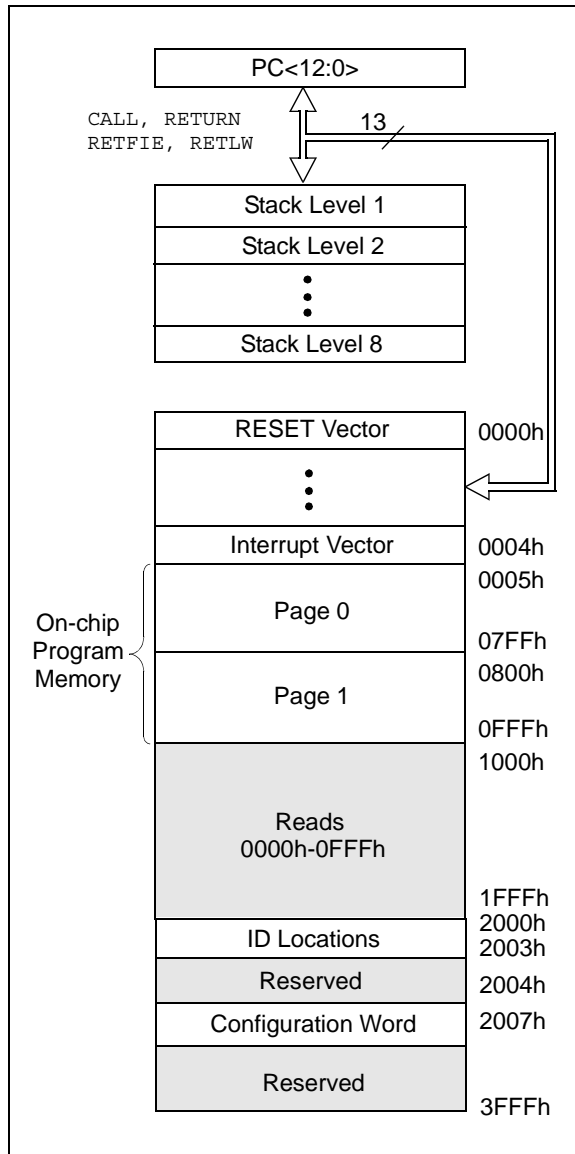 PC<12:0>
CALL, RETURN
RETFIE, RETLW
13
Stack Level 1
Stack Level 2
Stack Level 8
RESET Vector
0000h
Interrupt Vector
0004h
0005h
On-chip
Program
Memory
Page 0
07FFh
0800h
Page 1
0FFFh
1000h
Reads
0000h-0FFFh
1FFFh
2000h
ID Locations
2003h
Reserved
2004h
Configuration Word
2007h
Reserved
3FFFh